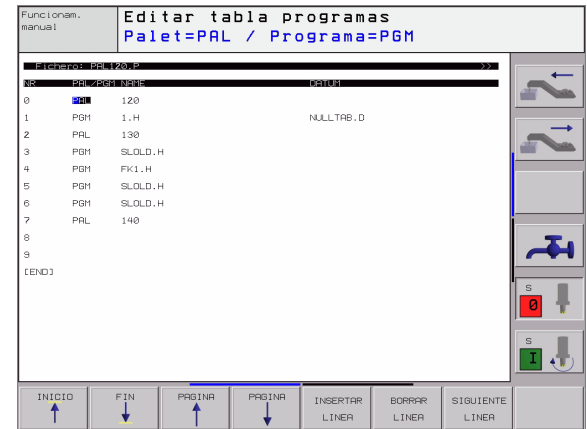 Funcionam.
manual
Editar tabla programas
Palet=PAL / Programa=PGM
Fichero: PAL120.P >>
NR PAL/PGM NAME DATUM
0 PAL 120
1 PGM 1.H NULLTAB.D
2 PAL 130
3 PGM SLOLD.H
4 PGM FK1.H
5 PGM SLOLD.H
6 PGM SLOLD.H
7 PAL 140
8
9
[END]
S
0
S
I
INICIO FIN PAGINA PAGINA INSERTAR BORRAR SIGUIENTE
LINEA LINEA LINEA